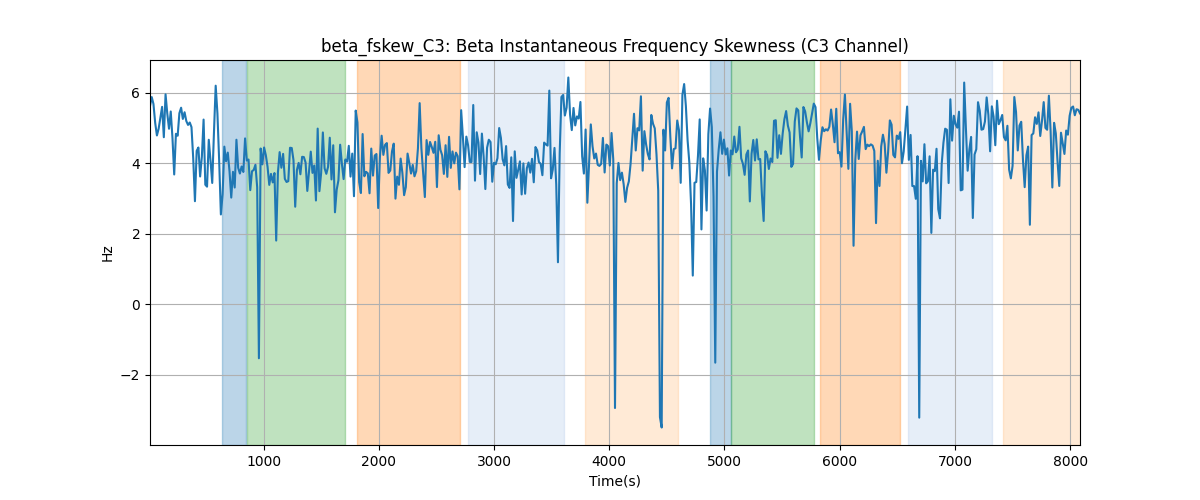 beta_fskew_C3: Beta Instantaneous Frequency Skewness (C3 Channel)
Hz
6
4
2
0
−2
1000 2000 3000 4000 5000 6000 7000 8000
Time(s)